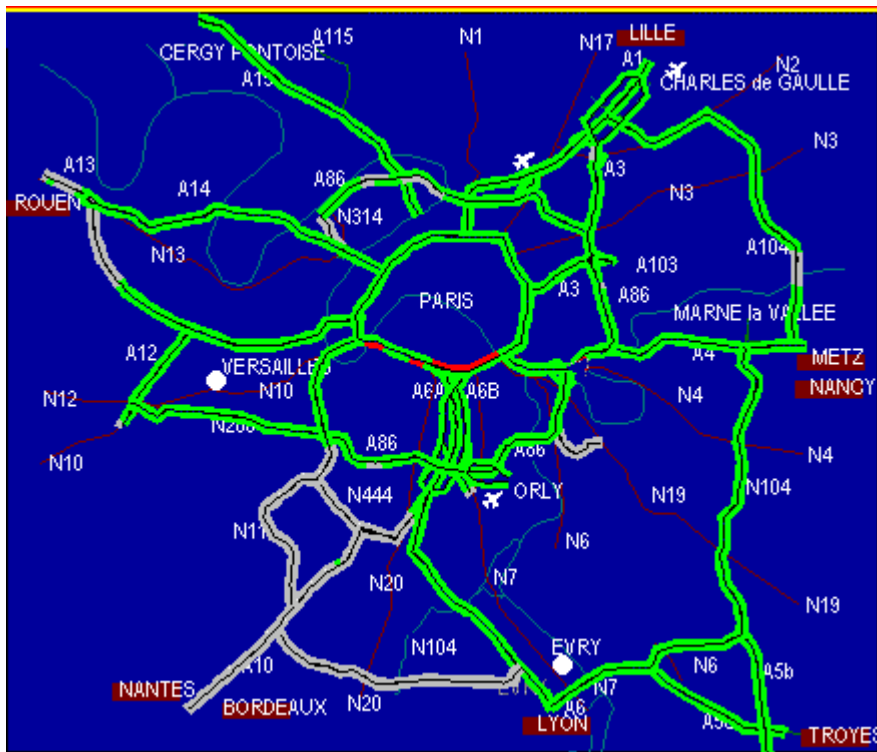 A115
N1
LILLE
N17
CERGY PONTOISE
A1
N2
A15
CHARLES de GAULLE
N3
A13
A3
A86
A14
N3
ROUEN
N314
N13
A104
A103
PARIS
A3
A86
MARNE la VALLEE
A12
A4
METZ
VERSAILLES
N10
A6B
N4
NANCY
N12
A86
A86
N4
N10
N444
ORLY
N19
N104
N6
N20
N7
N19
N104
EVRY
N6
A5b
NANTES
A10
N7
BORDEAUX
N20
A6
LYON
TROYES